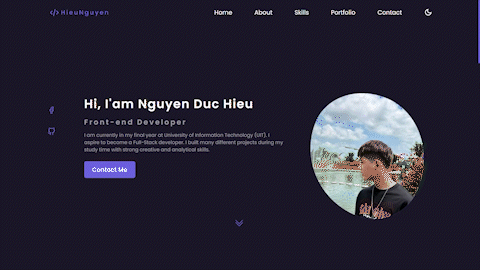 </> HieuNguyen
Home About Skills Portfolio Contact
Hi, I'am Nguyen Duc Hieu
Front-end Developer
I am currently in my final year at University of Information Technology (UIT). I
aspire to become a Full-Stack developer. I built many different projects during my
study time with strong creative and analytical skills.
Contact Me